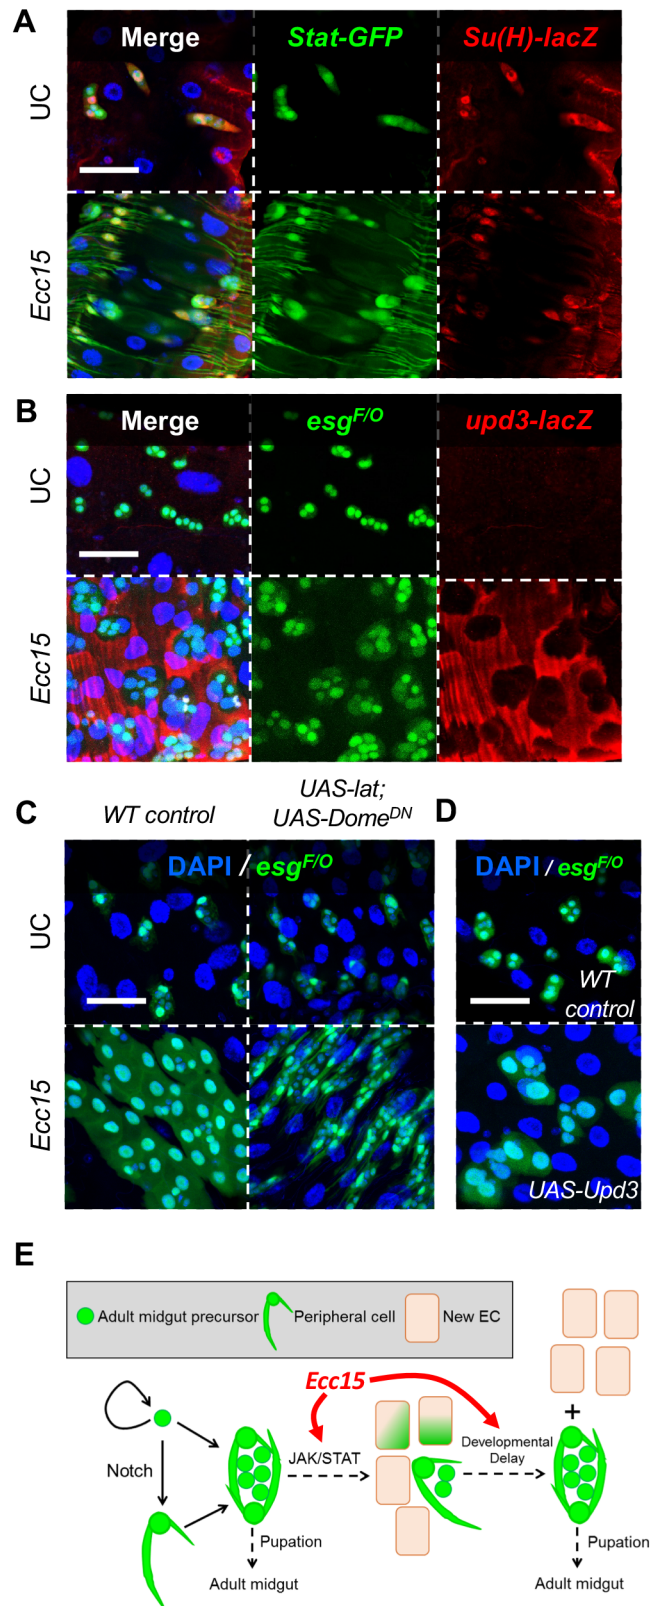 A
Merge
Stat-GFP
Su(H)-lacZ
UC
Ecc15
B
Merge
esgF/O
upd3-lacZ
UC
Ecc15
C
WT control
UAS-lat;
UAS-DomeDN
D
DAPI / esgF/O
DAPI / esgF/O
UC
WT
control
Ecc15
UAS-Upd3
E
Adult midgut precursor
Peripheral cell
New EC
Ecc15
+
Notch
JAK/STAT
Developmental
Delay
Pupation
Adult midgut
Pupation
Adult midgut